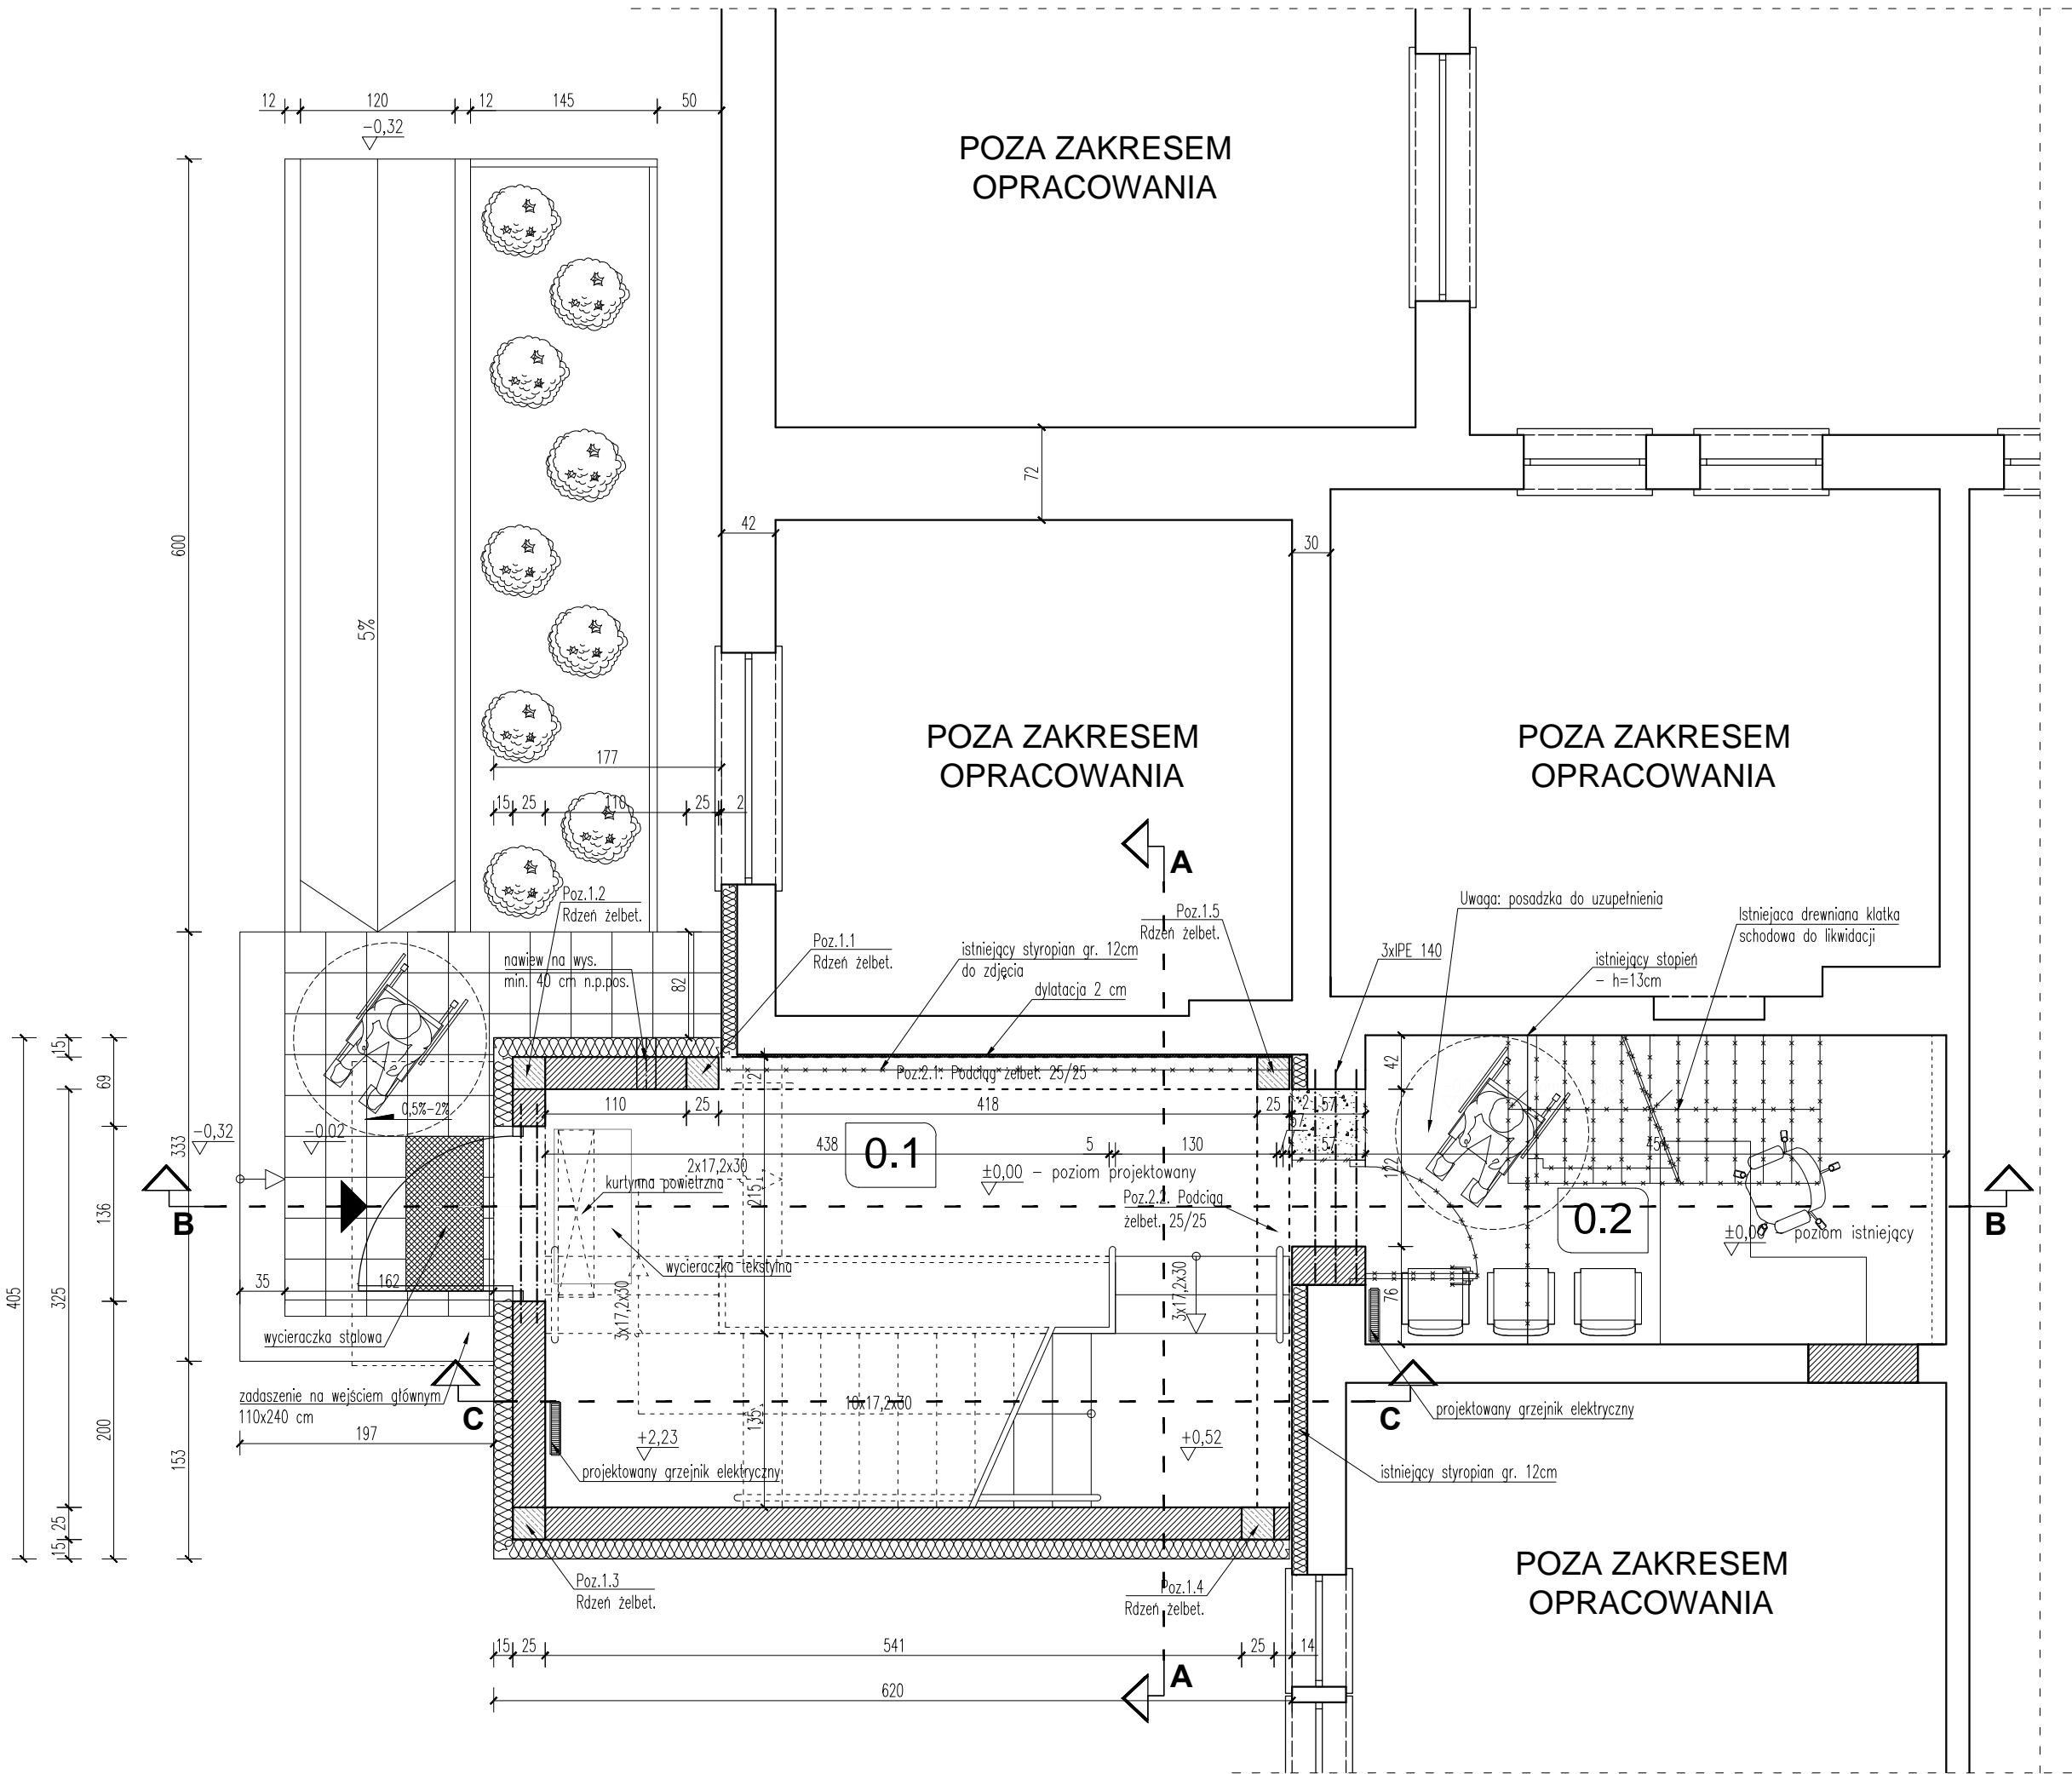 12
120
12
145
50
-0,32
POZA ZAKRESEM
OPRACOWANIA
72
42
30
600
5%
POZA ZAKRESEM
OPRACOWANIA
POZA ZAKRESEM
OPRACOWANIA
177
15
25
110
25
2
A
Poz.1.2
Rdzeń żelbet.
Poz.1.1
Rdzeń żelbet.
Poz.1.5
Rdzeń żelbet.
istniejący styropian gr. 12cm
do zdjęcia
dylatacja 2 cm
3xIPE 140
Uwaga: posadzka do uzupełnienia
Istniejaca drewniana klatka
schodowa do likwidacji
istniejący stopień
- h=13cm
nawiew na wys.
min. 40 cm n.p.pos.
82
15
69
42
Poz.2.1. Podciąg żelbet. 25/25
2
0,5%-2%
110
25
418
25
2
57
57
-0,32
-0.02
333
438
5
130
57
0.1
±0,00 - poziom projektowany
2x17,2x30
kurtynna powietrzna
215
122
454
Poz.2.2. Podciąg
żelbet. 25/25
B
136
0.2
B
±0,00 poziom istniejący
wycieraczka tekstylna
35
162
3x17,2x30
3x17,2x30
76
405
325
wycieraczka stalowa
zadaszenie na wejściem głównym
110x240 cm
C
10x17,2x30
135
C
projektowany grzejnik elektryczny
197
200
153
+2,23
+0,52
projektowany grzejnik elektryczny
istniejący styropian gr. 12cm
25
15
Poz.1.3
Rdzeń żelbet.
Poz.1.4
Rdzeń żelbet.
POZA ZAKRESEM
OPRACOWANIA
15
25
541
25
14
A
620